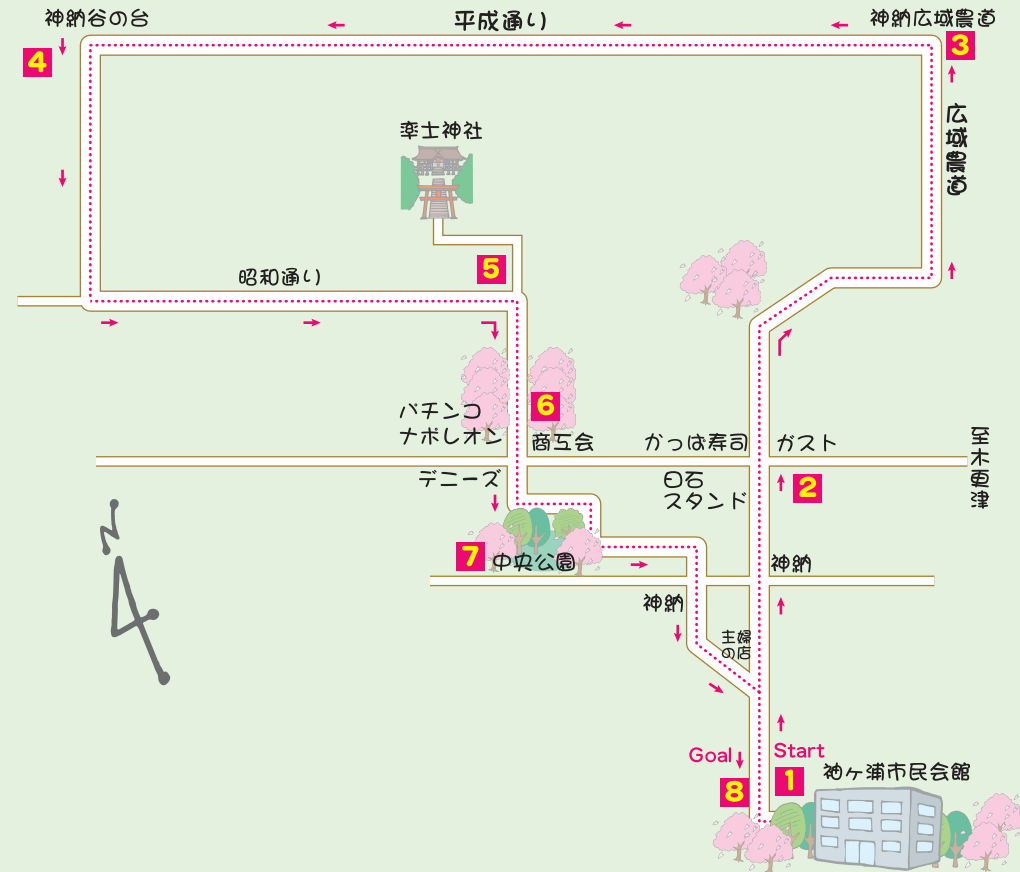 神納谷の台
平成通り
神納広域農道
4
3
広域農道
楽士神社
5
昭和通り
6
パチンコ
ナポレオン
商工会
かっぱ寿司
ガスト
至木更津
デニーズ
白石
スタンド
2
N
7
中央公園
神納
神納
主婦
の店
Goal
Start
8
1
袖ヶ浦市民会館